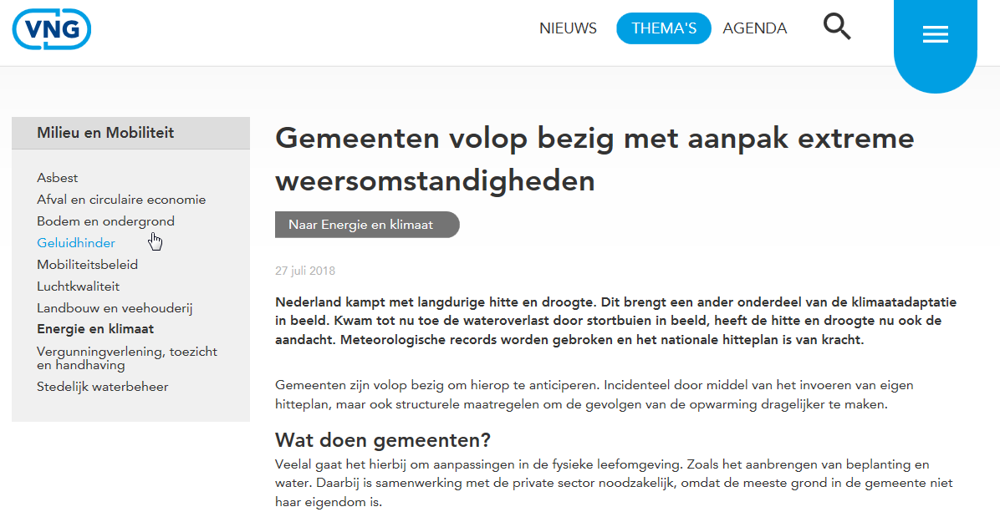 VNG
NIEUWS
THEMA'S
AGENDA
Milieu en Mobiliteit
Asbest
Afval en circulaire economie
Bodem en ondergrond
Geluidhinder
Mobiliteitsbeleid
Luchtkwaliteit
Landbouw en veehouderij
Energie en klimaat
Vergunningverlening, toezicht
en handhaving
Stedelijk waterbeheer
Gemeenten volop bezig met aanpak extreme
weersomstandigheden
Naar Energie en klimaat
27 juli 2018
Nederland kampt met langdurige hitte en droogte. Dit brengt een ander onderdeel van de klimaatadaptatie
in beeld. Kwam tot nu toe de wateroverlast door stortbuien in beeld, heeft de hitte en droogte nu ook de
aandacht. Meteorologische records worden gebroken en het nationale hitteplan is van kracht.
Gemeenten zijn volop bezig om hierop te anticiperen. Incidenteel door middel van het invoeren van eigen
hitteplan, maar ook structurele maatregelen om de gevolgen van de opwarming dragelijker te maken.
Wat doen gemeenten?
Veelal gaat het hierbij om aanpassingen in de fysieke leefomgeving. Zoals het aanbrengen van beplanting en
water. Daarbij is samenwerking met de private sector noodzakelijk, omdat de meeste grond in de gemeente niet
haar eigendom is.